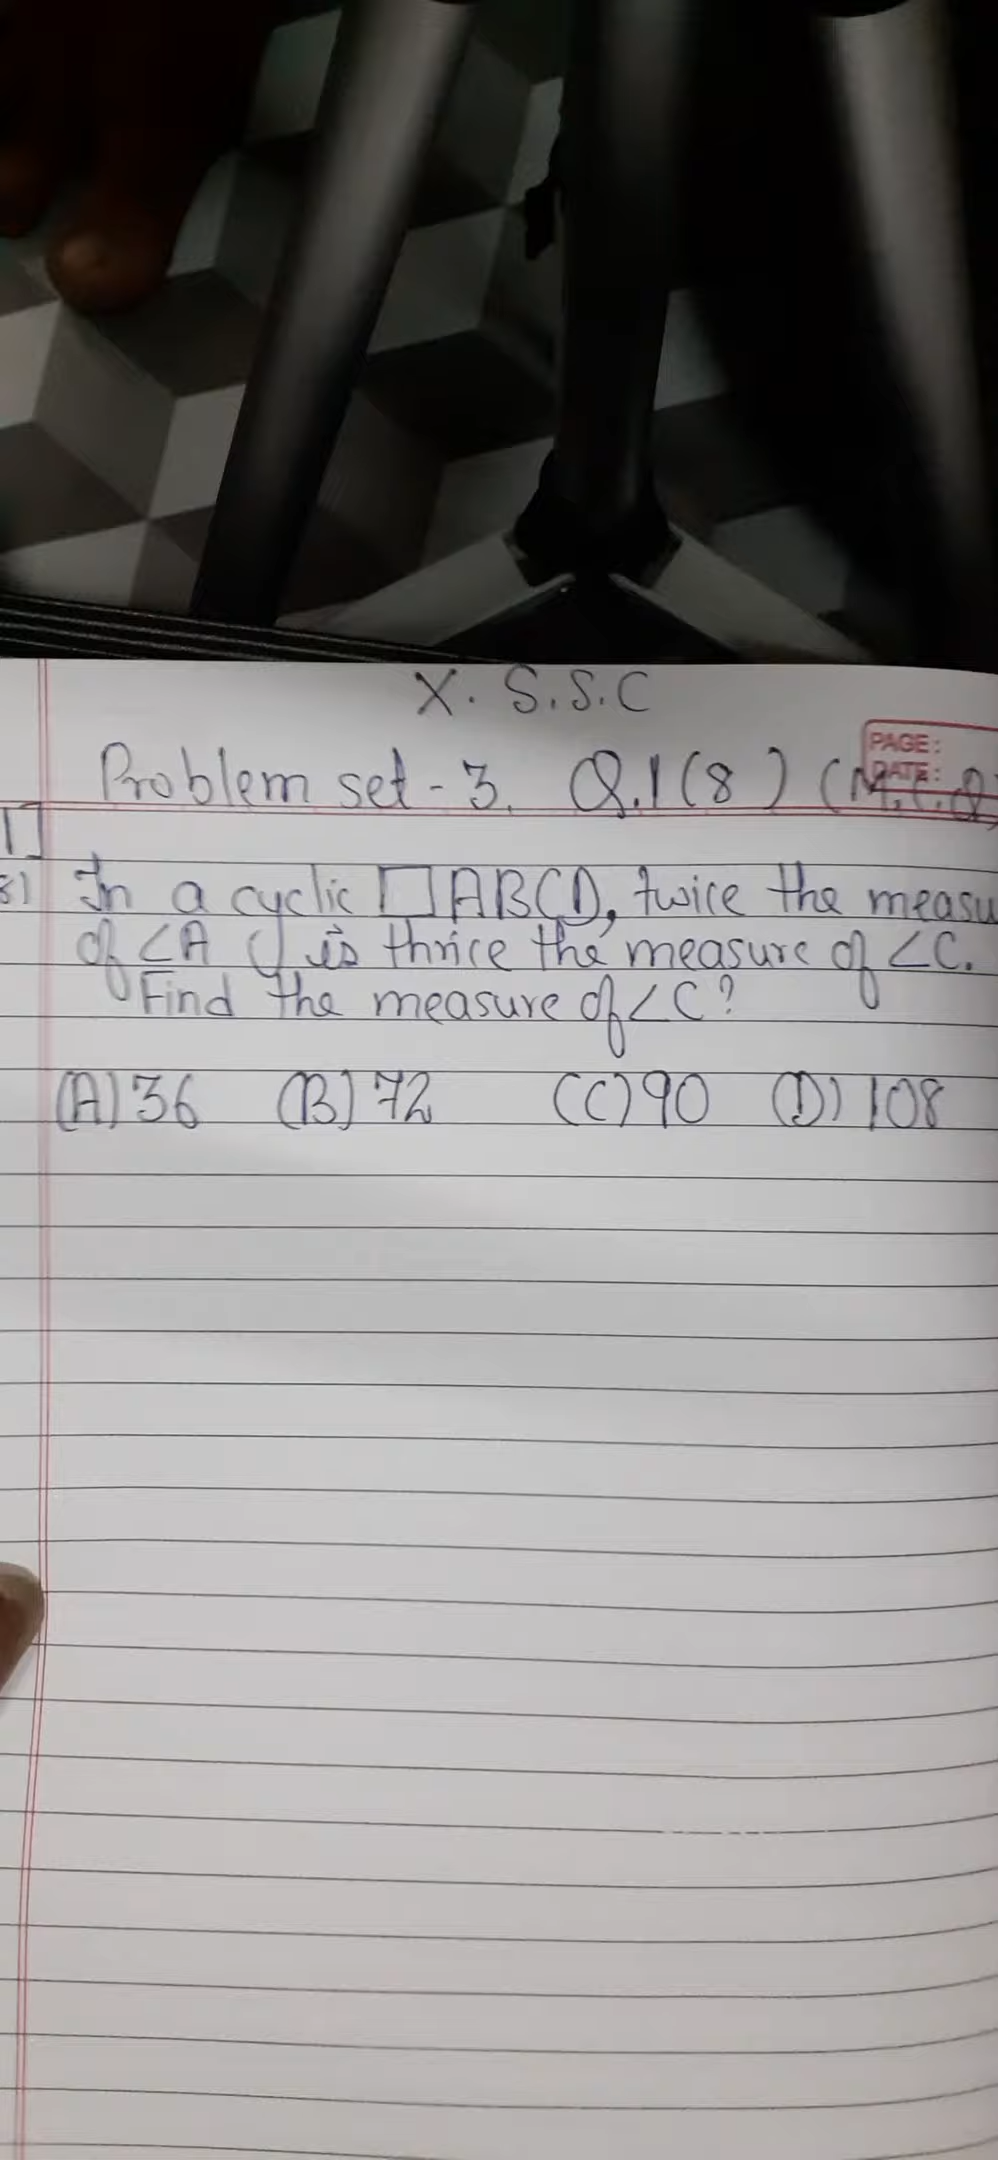 X. S.S.C
PAGE:
DATE:
Problem set - 3. Q.1(8) (M.C.Q
1]
8) In a cyclic □ABCD, twice the measu
of ∠A is thrice the measure of ∠C.
Find the measure of ∠C?
(A) 36 (B) 72 (C) 90 (D) 108